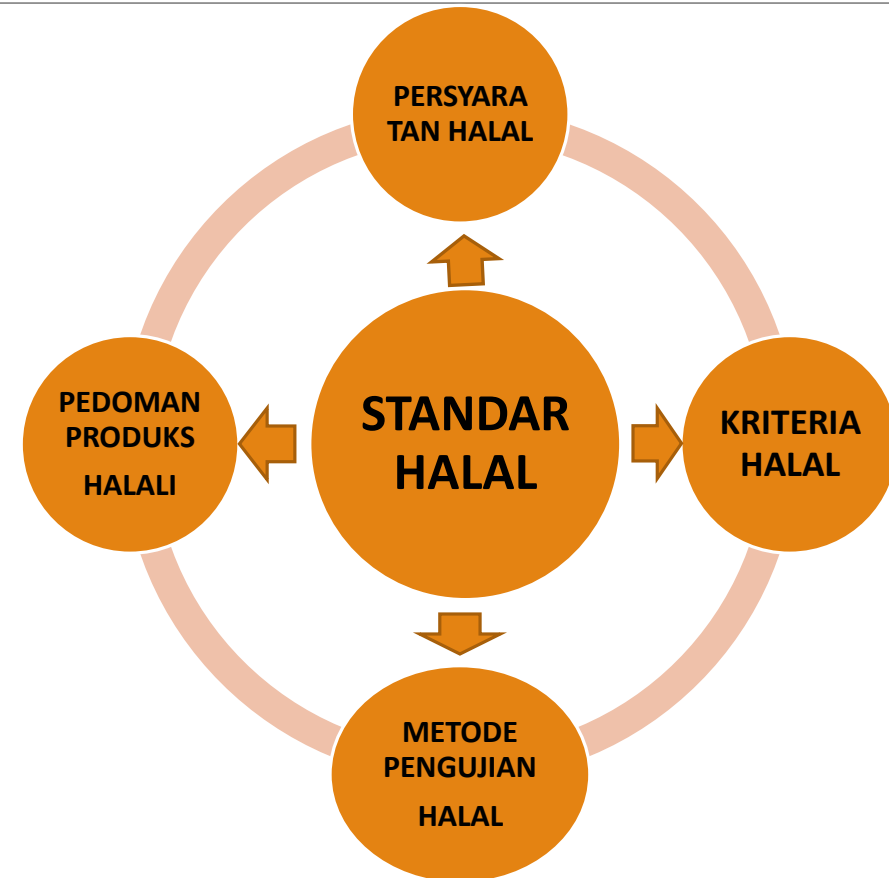 PERSYARA
TAN HALAL
PEDOMAN
PRODUKS
HALALI
STANDAR
HALAL
KRITERIA
HALAL
METODE
PENGUJIAN
HALAL